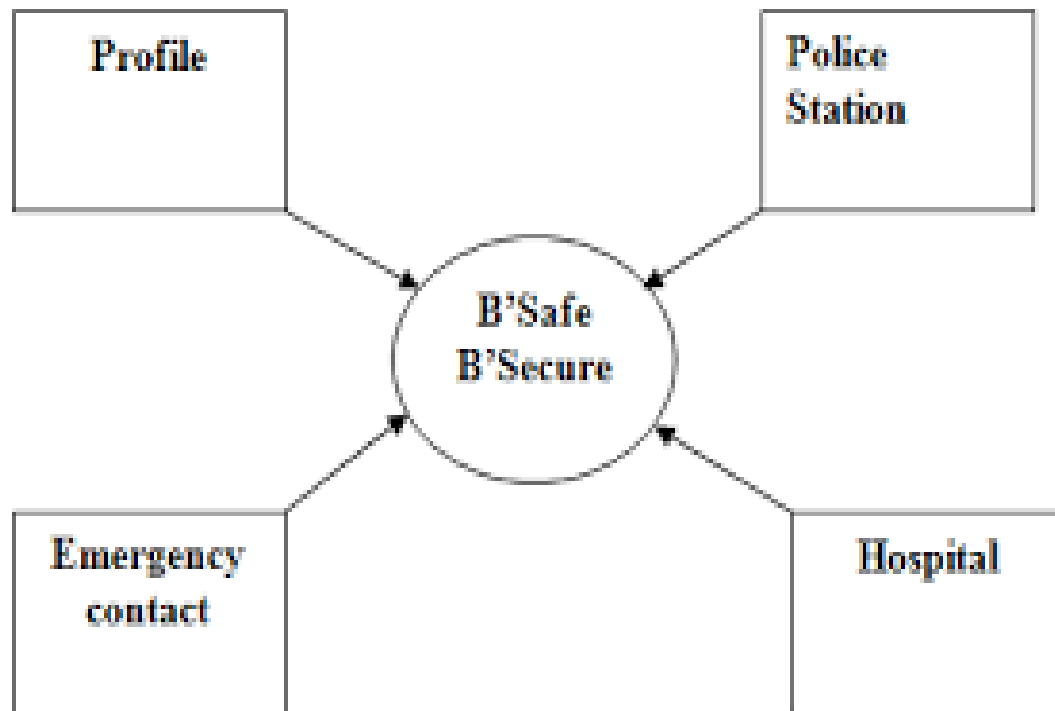 Profile
Police
Station
B’Safe
B’Secure
Emergency
contact
Hospital